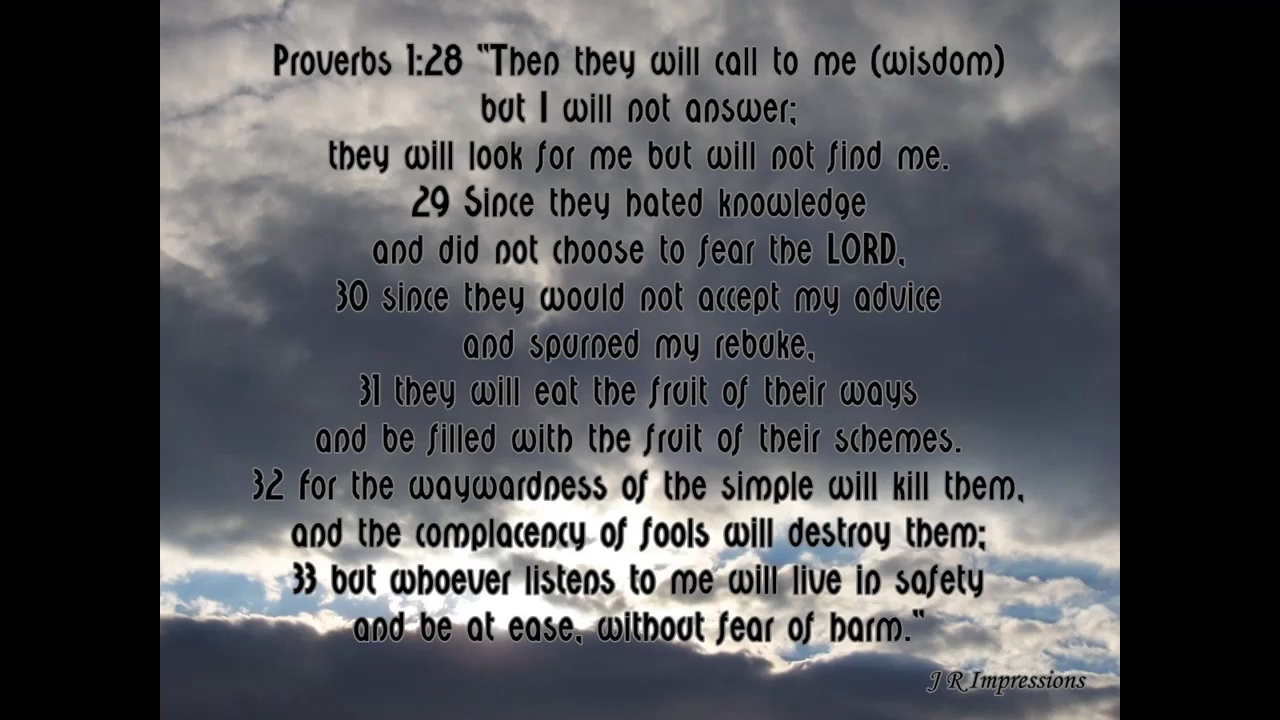 Proverbs 1:28 "Then they will call to me (wisdom)
but I will not answer;
they will look for me but will not find me.
29 Since they hated knowledge
and did not choose to fear the LORD,
30 since they would not accept my advice
and spurned my rebuke,
31 they will eat the fruit of their ways
and be filled with the fruit of their schemes.
32 for the waywardness of the simple will kill them,
and the complacency of fools will destroy them;
33 but whoever listens to me will live in safety
and be at ease, without fear of harm."
J R Impressions